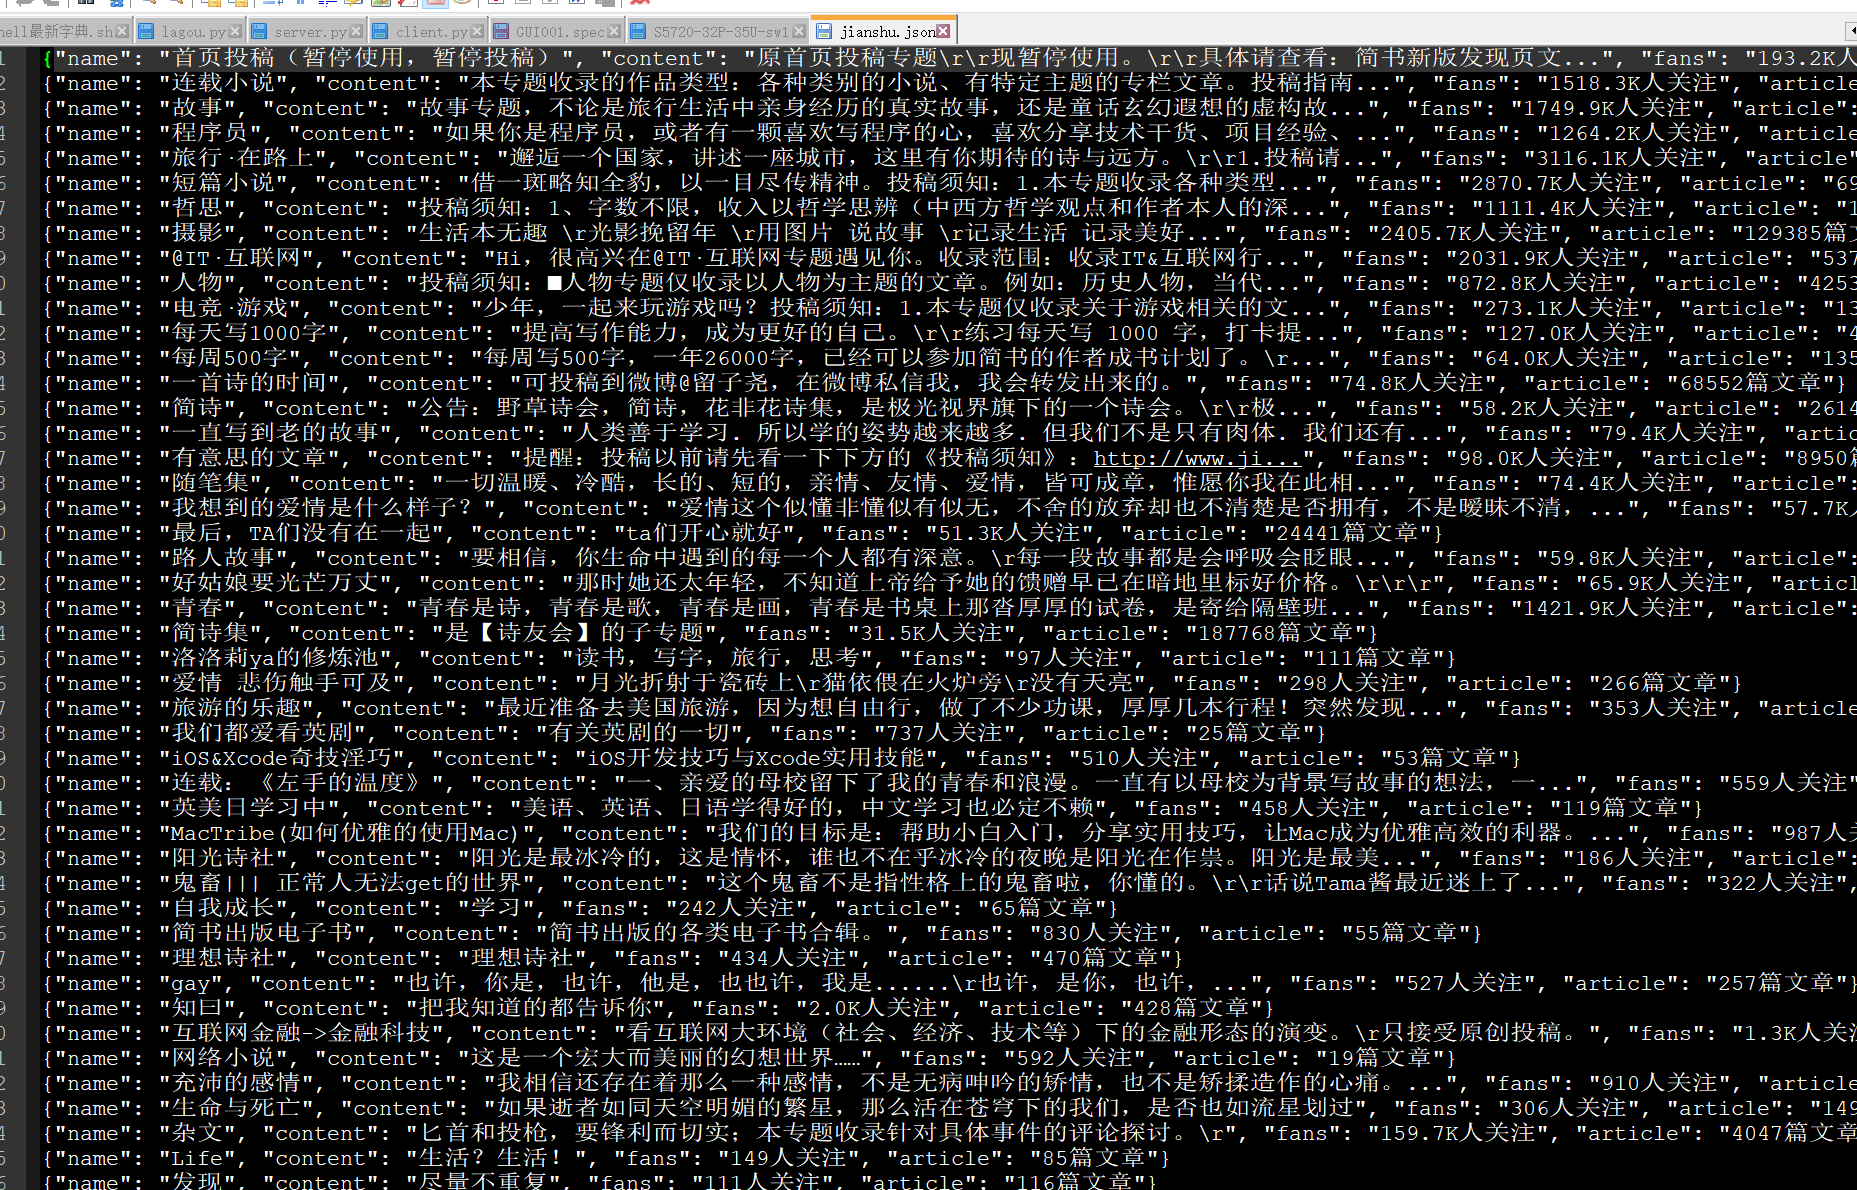 hell最新字典.sh lagou.py server.py client.py GUI001.spec S5720-32P-35U-sw1 jianshu.json
1 {"name": "首页投稿（暂停使用，暂停投稿）", "content": "原首页投稿专题\r\r现暂停使用。\r\r具体请查看：简书新版发现页文...", "fans": "193.2K人
2 {"name": "连载小说", "content": "本专题收录的作品类型：各种类别的小说、有特定主题的专栏文章。投稿指南...", "fans": "1518.3K人关注", "article
3 {"name": "故事", "content": "故事专题，不论是旅行生活中亲身经历的真实故事，还是童话玄幻遐想的虚构故...", "fans": "1749.9K人关注", "article
4 {"name": "程序员", "content": "如果你是程序员，或者有一颗喜欢写程序的心，喜欢分享技术干货、项目经验、...", "fans": "1264.2K人关注", "article
5 {"name": "旅行·在路上", "content": "邂逅一个国家，讲述一座城市，这里有你期待的诗与远方。\r\r1.投稿请...", "fans": "3116.1K人关注", "article
6 {"name": "短篇小说", "content": "借一斑略知全豹，以一目尽传精神。投稿须知：1.本专题收录各种类型...", "fans": "2870.7K人关注", "article": "69
7 {"name": "哲思", "content": "投稿须知：1、字数不限，收入以哲学思辨（中西方哲学观点和作者本人的深...", "fans": "1111.4K人关注", "article": "1
8 {"name": "摄影", "content": "生活本无趣 \r光影挽留年 \r用图片 说故事 \r记录生活 记录美好...", "fans": "2405.7K人关注", "article": "129385篇文
9 {"name": "@IT·互联网", "content": "Hi，很高兴在@IT·互联网专题遇见你。收录范围：收录IT&互联网行...", "fans": "2031.9K人关注", "article": "537
0 {"name": "人物", "content": "投稿须知：■人物专题仅收录以人物为主题的文章。例如：历史人物，当代...", "fans": "872.8K人关注", "article": "4253
1 {"name": "电竞·游戏", "content": "少年，一起来玩游戏吗？投稿须知：1.本专题仅收录关于游戏相关的文...", "fans": "273.1K人关注", "article": "13
2 {"name": "每天写1000字", "content": "提高写作能力，成为更好的自己。\r\r练习每天写 1000 字，打卡提...", "fans": "127.0K人关注", "article": "4
3 {"name": "每周500字", "content": "每周写500字，一年26000字，已经可以参加简书的作者成书计划了。\r...", "fans": "64.0K人关注", "article": "135
4 {"name": "一首诗的时间", "content": "可投稿到微博@留子尧，在微博私信我，我会转发出来的。", "fans": "74.8K人关注", "article": "68552篇文章"}
5 {"name": "简诗", "content": "公告：野草诗会，简诗，花非花诗集，是极光视界旗下的一个诗会。\r\r极...", "fans": "58.2K人关注", "article": "2614
6 {"name": "一直写到老的故事", "content": "人类善于学习．所以学的姿势越来越多．但我们不是只有肉体．我们还有...", "fans": "79.4K人关注", "artic
7 {"name": "有意思的文章", "content": "提醒：投稿以前请先看一下下方的《投稿须知》：http://www.ji...", "fans": "98.0K人关注", "article": "8950篇
8 {"name": "随笔集", "content": "一切温暖、冷酷，长的、短的，亲情、友情、爱情，皆可成章，惟愿你我在此相...", "fans": "74.4K人关注", "article": "
9 {"name": "我想到的爱情是什么样子？", "content": "爱情这个似懂非懂似有似无，不舍的放弃却也不清楚是否拥有，不是暧昧不清，...", "fans": "57.7K人
0 {"name": "最后，TA们没有在一起", "content": "ta们开心就好", "fans": "51.3K人关注", "article": "24441篇文章"}
1 {"name": "路人故事", "content": "要相信，你生命中遇到的每一个人都有深意。\r每一段故事都是会呼吸会眨眼...", "fans": "59.8K人关注", "article": "
2 {"name": "好姑娘要光芒万丈", "content": "那时她还太年轻，不知道上帝给予她的馈赠早已在暗地里标好价格。\r\r\r", "fans": "65.9K人关注", "articl
3 {"name": "青春", "content": "青春是诗，青春是歌，青春是画，青春是书桌上那沓厚厚的试卷，是寄给隔壁班...", "fans": "1421.9K人关注", "article
4 {"name": "简诗集", "content": "是【诗友会】的子专题", "fans": "31.5K人关注", "article": "187768篇文章"}
5 {"name": "洛洛莉ya的修炼池", "content": "读书，写字，旅行，思考", "fans": "97人关注", "article": "111篇文章"}
6 {"name": "爱情 悲伤触手可及", "content": "月光折射于瓷砖上\r猫依偎在火炉旁\r没有天亮", "fans": "298人关注", "article": "266篇文章"}
7 {"name": "旅游的乐趣", "content": "最近准备去美国旅游，因为想自由行，做了不少功课，厚厚几本行程！突然发现...", "fans": "353人关注", "articl
8 {"name": "我们都爱看英剧", "content": "有关英剧的一切", "fans": "737人关注", "article": "25篇文章"}
9 {"name": "iOS&Xcode奇技淫巧", "content": "iOS开发技巧与Xcode实用技能", "fans": "510人关注", "article": "53篇文章"}
0 {"name": "连载：《左手的温度》", "content": "一、亲爱的母校留下了我的青春和浪漫。一直有以母校为背景写故事的想法，一...", "fans": "559人关注"
1 {"name": "英美日学习中", "content": "美语、英语、日语学得好的，中文学习也必定不赖", "fans": "458人关注", "article": "119篇文章"}
2 {"name": "MacTribe(如何优雅的使用Mac)", "content": "我们的目标是：帮助小白入门，分享实用技巧，让Mac成为优雅高效的利器。...", "fans": "987人关
3 {"name": "阳光诗社", "content": "阳光是最冰冷的，这是情怀，谁也不在乎冰冷的夜晚是阳光在作祟。阳光是最美...", "fans": "186人关注", "article": "
4 {"name": "鬼畜||| 正常人无法get的世界", "content": "这个鬼畜不是指性格上的鬼畜啦，你懂的。\r\r话说Tama酱最近迷上了...", "fans": "322人关注",
5 {"name": "自我成长", "content": "学习", "fans": "242人关注", "article": "65篇文章"}
6 {"name": "简书出版电子书", "content": "简书出版的各类电子书合辑。", "fans": "830人关注", "article": "55篇文章"}
7 {"name": "理想诗社", "content": "理想诗社", "fans": "434人关注", "article": "470篇文章"}
8 {"name": "gay", "content": "也许，你是，也许，他是，也也许，我是......\r也许，是你，也许，...", "fans": "527人关注", "article": "257篇文章"}
9 {"name": "知曰", "content": "把我知道的都告诉你", "fans": "2.0K人关注", "article": "428篇文章"}
0 {"name": "互联网金融->金融科技", "content": "看互联网大环境（社会、经济、技术等）下的金融形态的演变。\r只接受原创投稿。", "fans": "1.3K人关注
1 {"name": "网络小说", "content": "这是一个宏大而美丽的幻想世界……", "fans": "592人关注", "article": "19篇文章"}
2 {"name": "充沛的感情", "content": "我相信还存在着那么一种感情，不是无病呻吟的矫情，也不是矫揉造作的心痛。...", "fans": "910人关注", "article
3 {"name": "生命与死亡", "content": "如果逝者如同天空明媚的繁星，那么活在苍穹下的我们，是否也如流星划过", "fans": "306人关注", "article": "149
4 {"name": "杂文", "content": "匕首和投枪，要锋利而切实；本专题收录针对具体事件的评论探讨。\r", "fans": "159.7K人关注", "article": "4047篇文章
5 {"name": "Life", "content": "生活？生活！", "fans": "149人关注", "article": "85篇文章"}
6 {"name": "发现", "content": "尽量不重复", "fans": "111人关注", "article": "116篇文章"}